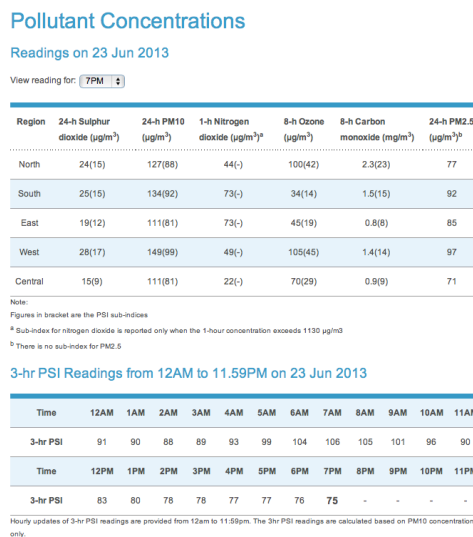 Pollutant Concentrations
Readings on 23 Jun 2013
View reading for: 7PM
Region 24-h Sulphur dioxide (µg/m³) 24-h PM10 (µg/m³) 1-h Nitrogen dioxide (µg/m³)ᵃ 8-h Ozone (µg/m³) 8-h Carbon monoxide (mg/m³) 24-h PM2.5 (µg/m³)ᵇ
North 24(15) 127(88) 44(-) 100(42) 2.3(23) 77
South 25(15) 134(92) 73(-) 34(14) 1.5(15) 92
East 19(12) 111(81) 73(-) 45(19) 0.8(8) 85
West 28(17) 149(99) 49(-) 105(45) 1.4(14) 97
Central 15(9) 111(81) 22(-) 70(29) 0.9(9) 71
Note:
Figures in bracket are the PSI sub-indices
ᵃ Sub-index for nitrogen dioxide is reported only when the 1-hour concentration exceeds 1130 µg/m3
ᵇ There is no sub-index for PM2.5
3-hr PSI Readings from 12AM to 11.59PM on 23 Jun 2013
Time 12AM 1AM 2AM 3AM 4AM 5AM 6AM 7AM 8AM 9AM 10AM 11AM
3-hr PSI 91 90 88 89 93 99 104 106 105 101 96 90
Time 12PM 1PM 2PM 3PM 4PM 5PM 6PM 7PM 8PM 9PM 10PM 11PM
3-hr PSI 83 80 78 78 77 77 76 75 - - - -
Hourly updates of 3-hr PSI readings are provided from 12am to 11:59pm. The 3hr PSI readings are calculated based on PM10 concentration
only.